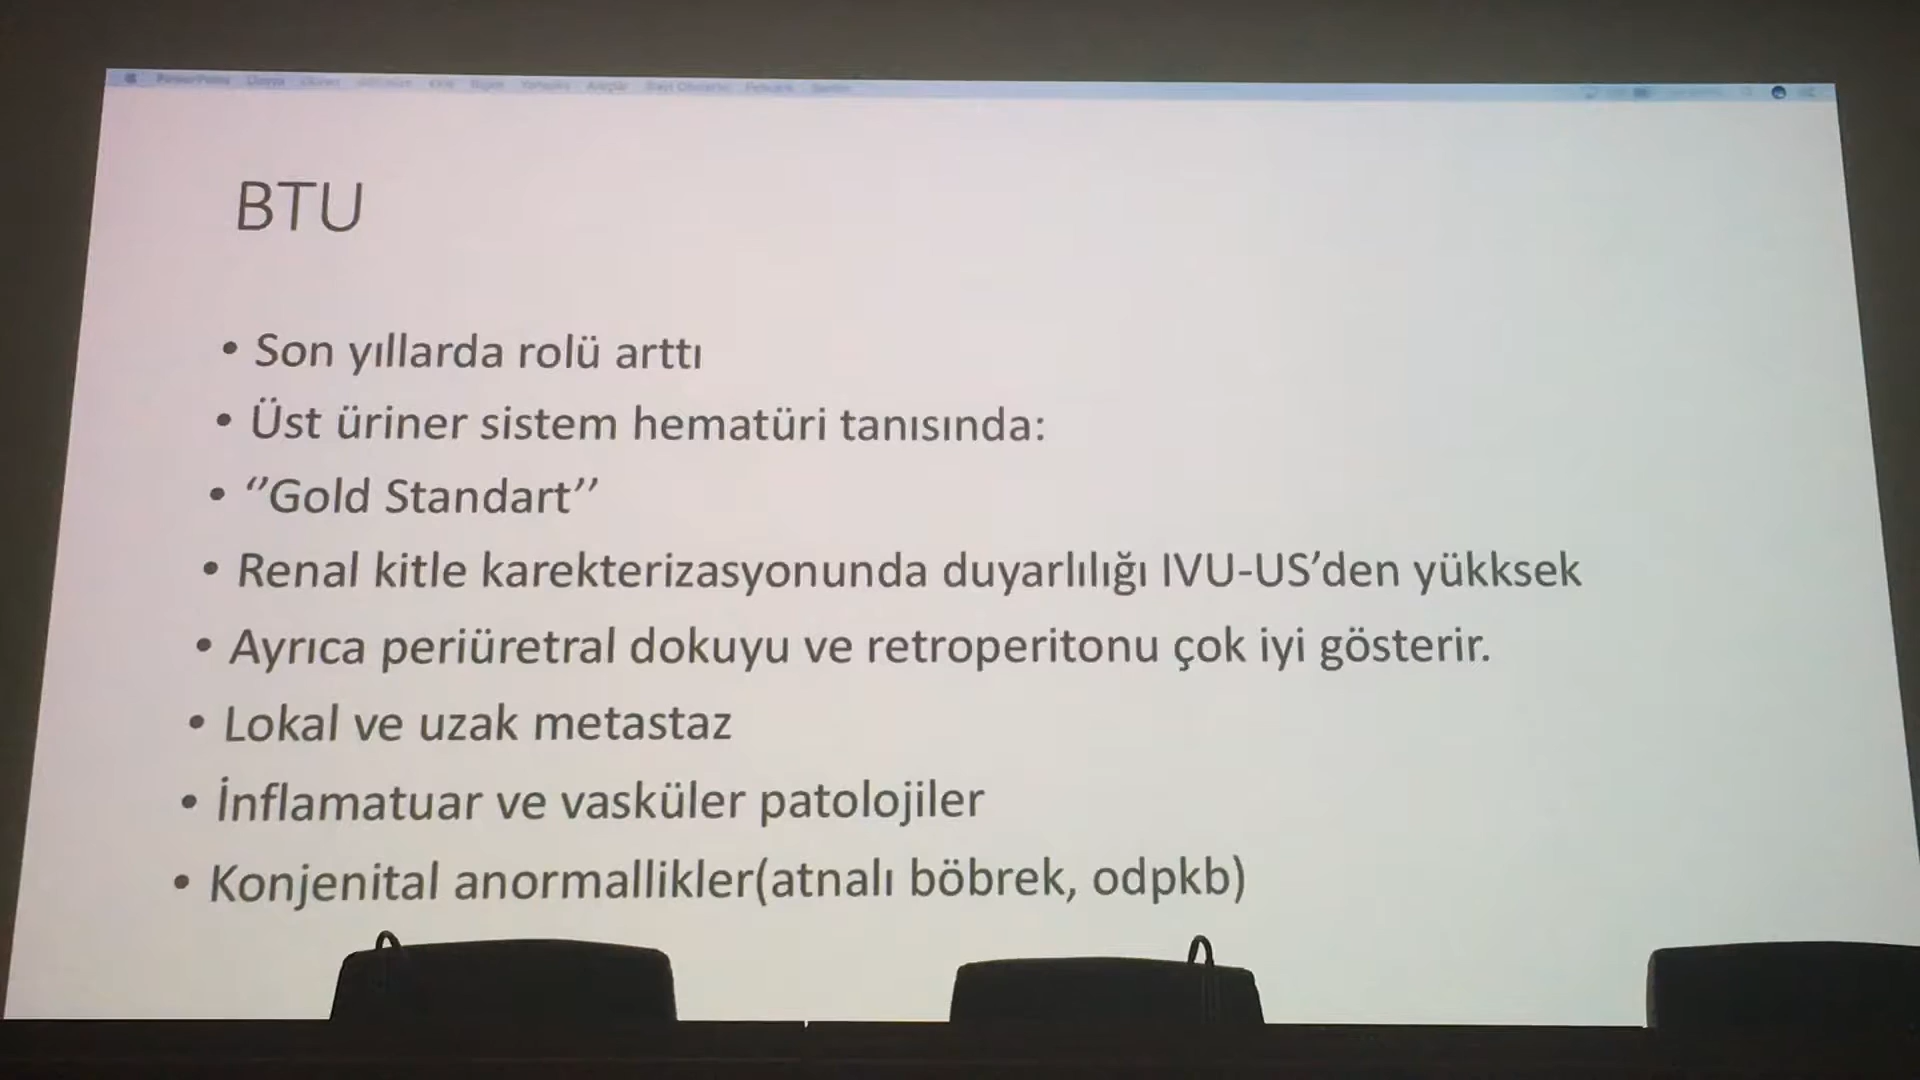 PowerPoint
BTU
• Son yıllarda rolü arttı
• Üst üriner sistem hematüri tanısında:
• ‘’Gold Standart’’
• Renal kitle karekterizasyonunda duyarlılığı IVU-US’den yükksek
• Ayrıca periüretral dokuyu ve retroperitonu çok iyi gösterir.
• Lokal ve uzak metastaz
• İnflamatuar ve vasküler patolojiler
• Konjenital anormallikler(atnalı böbrek, odpkb)